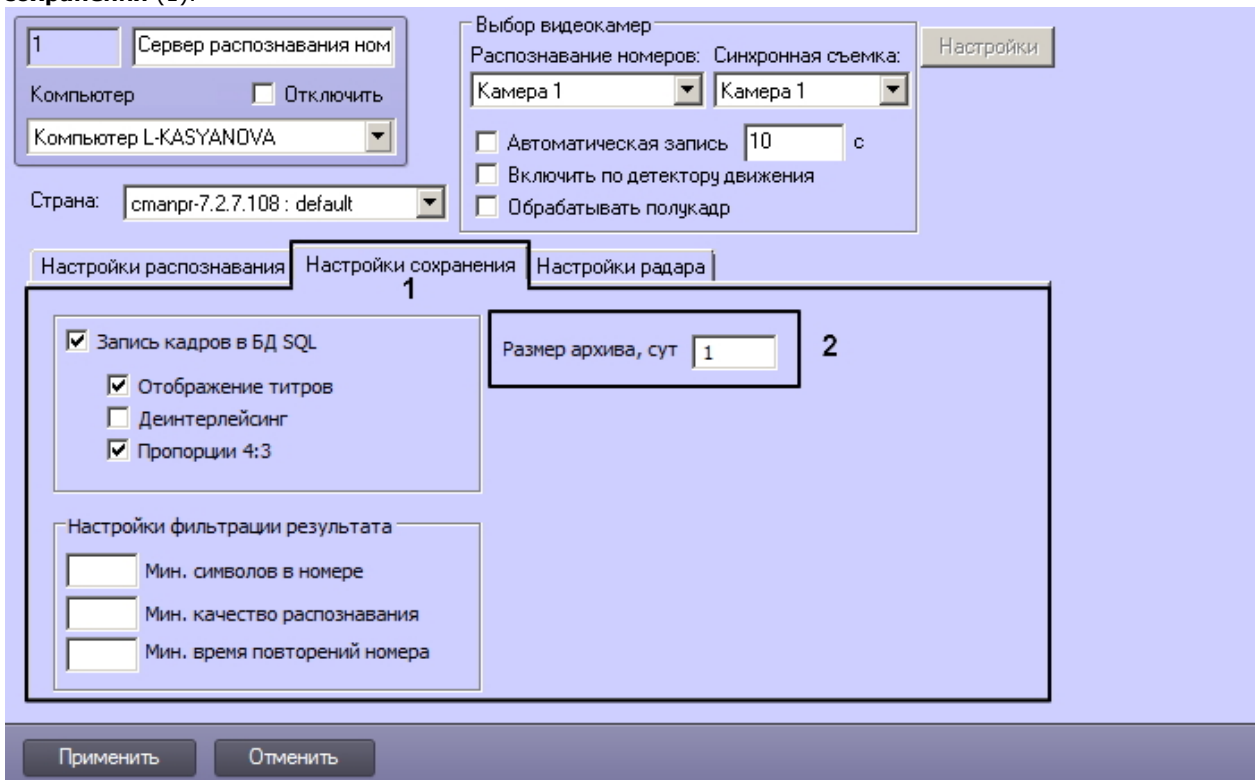 сохранения (1).
1 Сервер распознавания ном
Компьютер Отключить
Компьютер L-KASYANOVA
Страна: cmanpr-7.2.7.108 : default
Выбор видеокамер
Распознавание номеров: Синхронная съемка:
Камера 1 Камера 1
Автоматическая запись 10 с
Включить по детектору движения
Обрабатывать полукадр
Настройки
Настройки распознавания Настройки сохранения Настройки радара
1
Запись кадров в БД SQL
Отображение титров
Деинтерлейсинг
Пропорции 4:3
Размер архива, сут 1 2
Настройки фильтрации результата
Мин. символов в номере
Мин. качество распознавания
Мин. время повторений номера
Применить Отменить